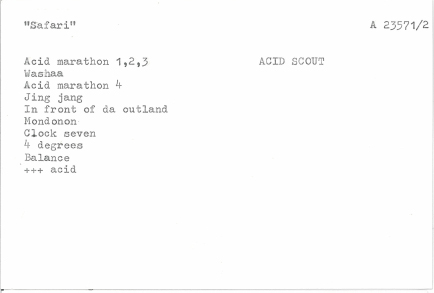 "Safari" A 23571/2
Acid marathon 1,2,3 ACID SCOUT
Washaa
Acid marathon 4
Jing jang
In front of da outland
Mondonon
Clock seven
4 degrees
Balance
+++ acid